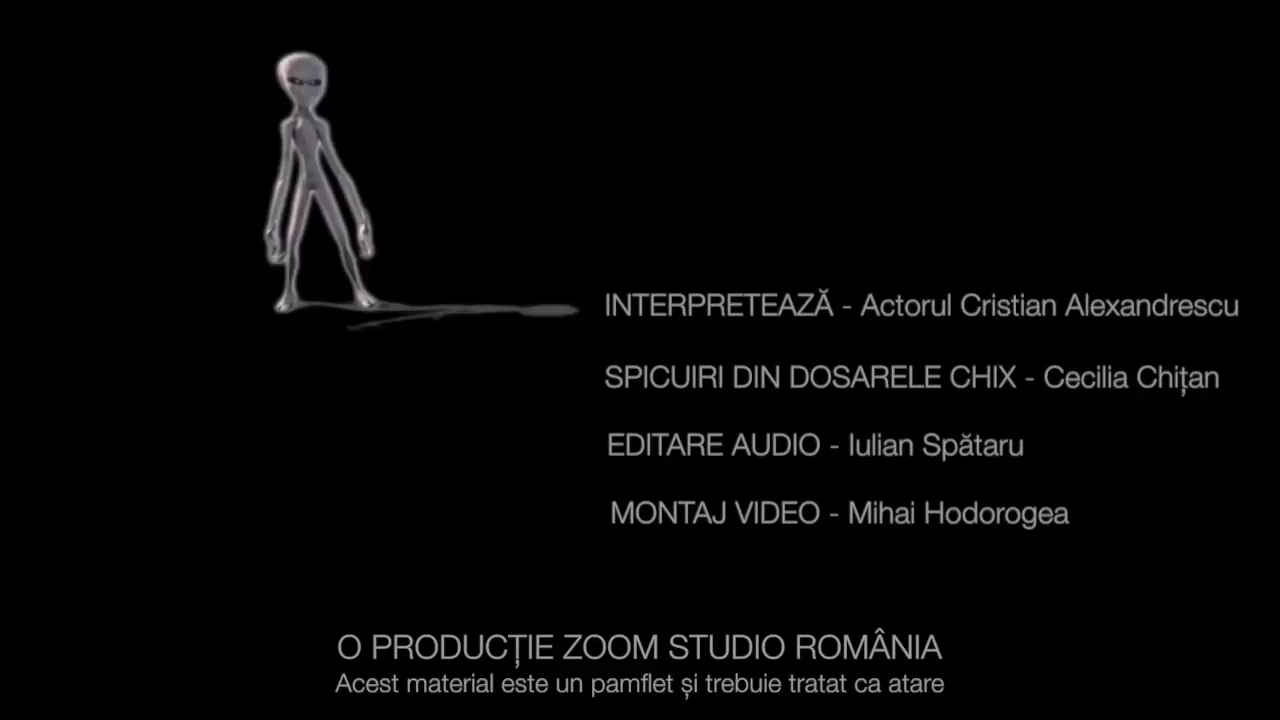 INTERPRETEAZĂ - Actorul Cristian Alexandrescu
SPICUIRI DIN DOSARELE CHIX - Cecilia Chițan
EDITARE AUDIO - Iulian Spătaru
MONTAJ VIDEO - Mihai Hodorogea
O PRODUCȚIE ZOOM STUDIO ROMÂNIA
Acest material este un pamflet și trebuie tratat ca atare